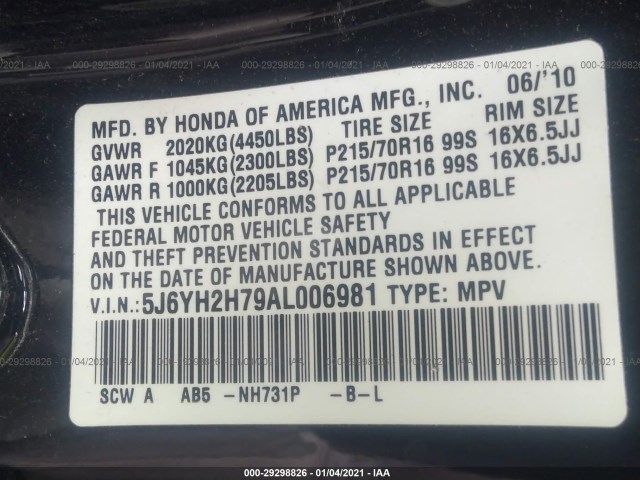 MFD. BY HONDA OF AMERICA MFG., INC. 06/'10
GVWR 2020KG(4450LBS) TIRE SIZE RIM SIZE
GAWR F 1045KG(2300LBS) P215/70R16 99S 16X6.5JJ
GAWR R 1000KG(2205LBS) P215/70R16 99S 16X6.5JJ
THIS VEHICLE CONFORMS TO ALL APPLICABLE
FEDERAL MOTOR VEHICLE SAFETY
AND THEFT PREVENTION STANDARDS IN EFFECT
ON THE DATE OF MANUFACTURE SHOWN ABOVE.
V.I.N.: 5J6YH2H79AL006981 TYPE: MPV
SCW A AB5 -NH731P -B-L
000-29298826 - 01/04/2021 - IAA